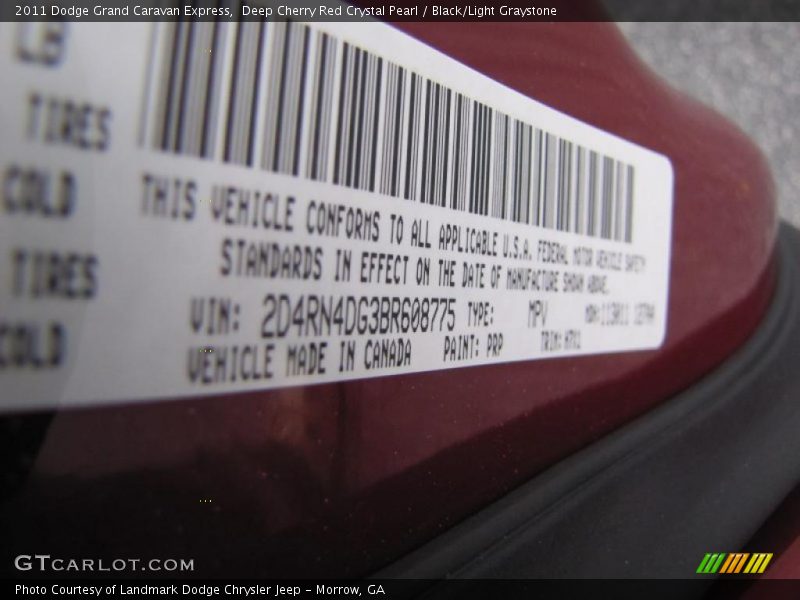 2011 Dodge Grand Caravan Express, Deep Cherry Red Crystal Pearl / Black/Light Graystone
LB
TIRES
COLD
TIRES
COLD
THIS VEHICLE CONFORMS TO ALL APPLICABLE U.S.A. FEDERAL MOTOR VEHICLE SAFETY
STANDARDS IN EFFECT ON THE DATE OF MANUFACTURE SHOWN ABOVE.
VIN: 2D4RN4DG3BR608775 TYPE: MPV
VEHICLE MADE IN CANADA PAINT: PRP TRIM:
GTCARLOT.COM
Photo Courtesy of Landmark Dodge Chrysler Jeep – Morrow, GA